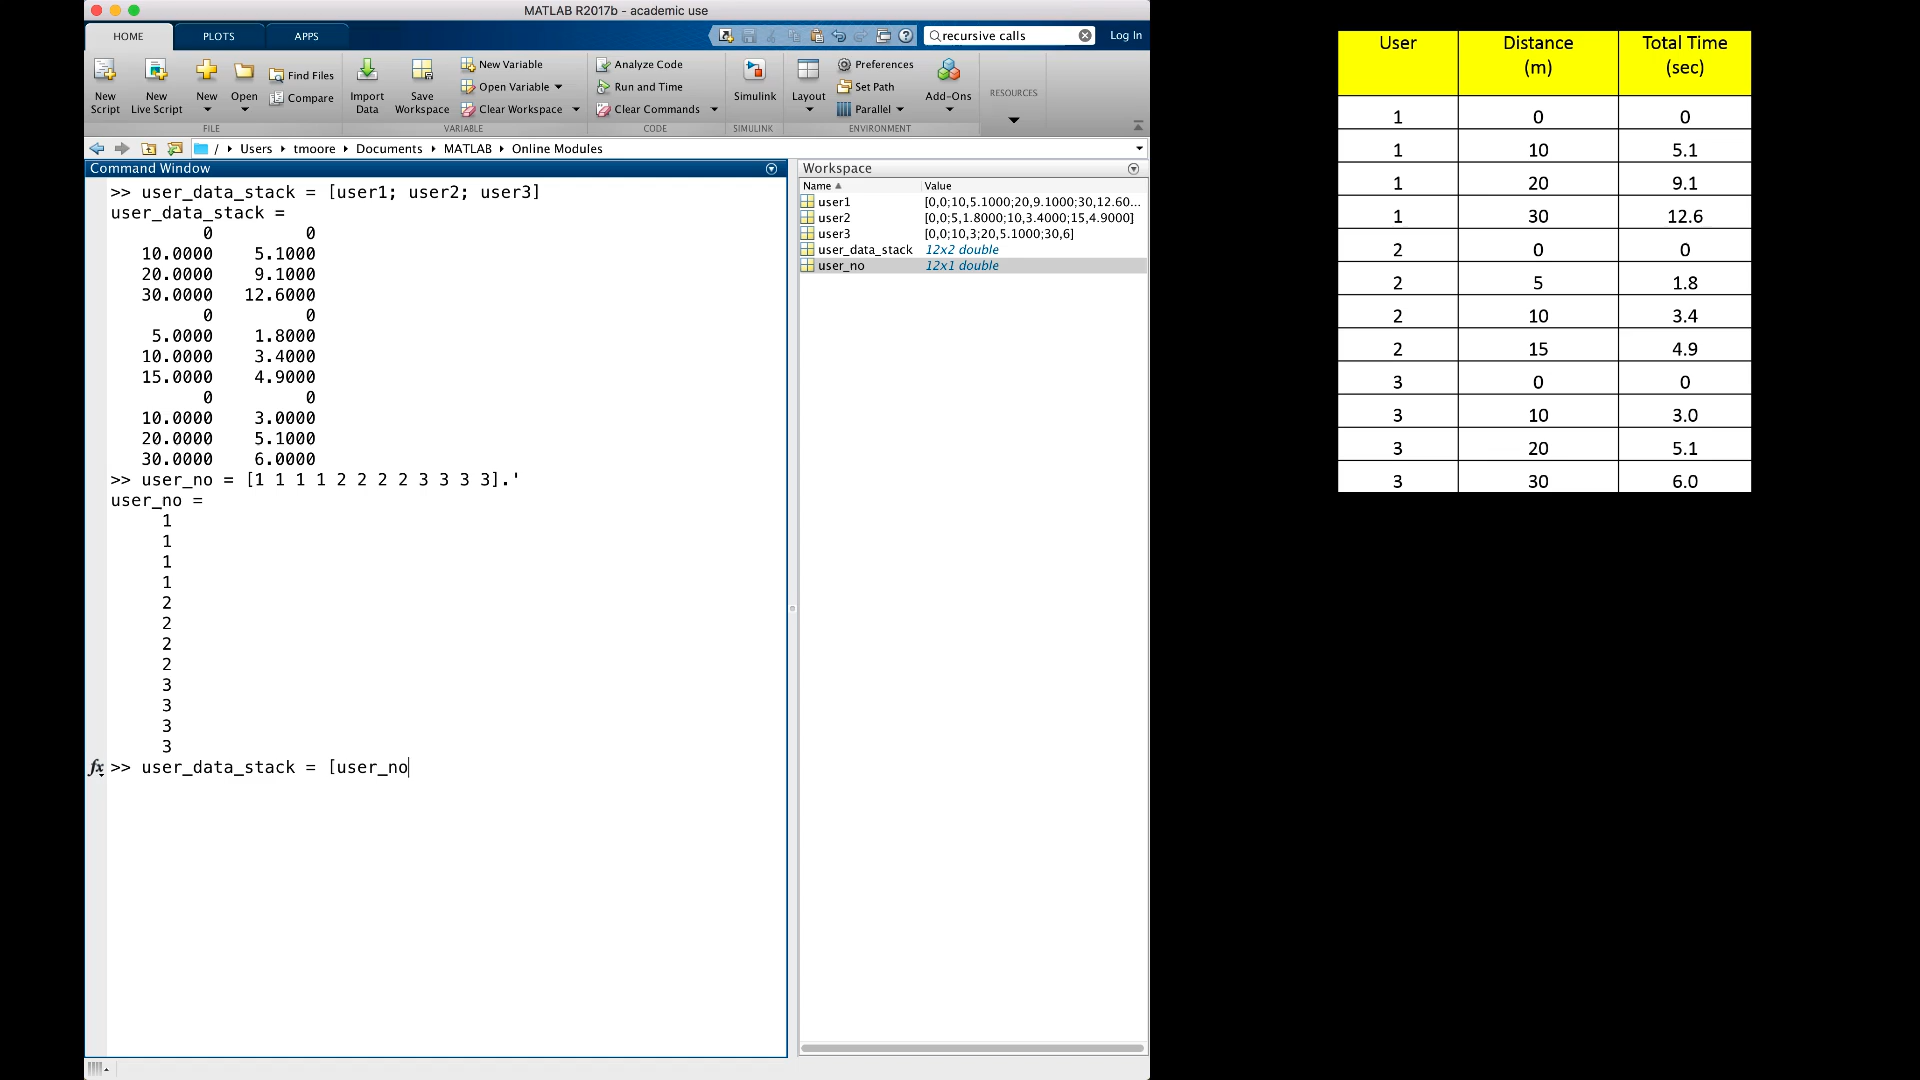 MATLAB R2017b - academic use
HOME PLOTS APPS recursive calls Log In
New Script New Live Script New Open Find Files Compare Import Data Save Workspace New Variable Open Variable Clear Workspace Analyze Code Run and Time Clear Commands Simulink Layout Preferences Set Path Parallel Add-Ons RESOURCES
FILE VARIABLE CODE SIMULINK ENVIRONMENT
/ Users tmoore Documents MATLAB Online Modules
Command Window
>> user_data_stack = [user1; user2; user3]
user_data_stack =
0 0
10.0000 5.1000
20.0000 9.1000
30.0000 12.6000
0 0
5.0000 1.8000
10.0000 3.4000
15.0000 4.9000
0 0
10.0000 3.0000
20.0000 5.1000
30.0000 6.0000
>> user_no = [1 1 1 1 2 2 2 2 3 3 3 3].'
user_no =
1
1
1
1
2
2
2
2
3
3
3
3
fx >> user_data_stack = [user_no
Workspace
Name Value
user1 [0,0;10,5.1000;20,9.1000;30,12.60...
user2 [0,0;5,1.8000;10,3.4000;15,4.9000]
user3 [0,0;10,3;20,5.1000;30,6]
user_data_stack 12x2 double
user_no 12x1 double
User Distance (m) Total Time (sec)
1 0 0
1 10 5.1
1 20 9.1
1 30 12.6
2 0 0
2 5 1.8
2 10 3.4
2 15 4.9
3 0 0
3 10 3.0
3 20 5.1
3 30 6.0